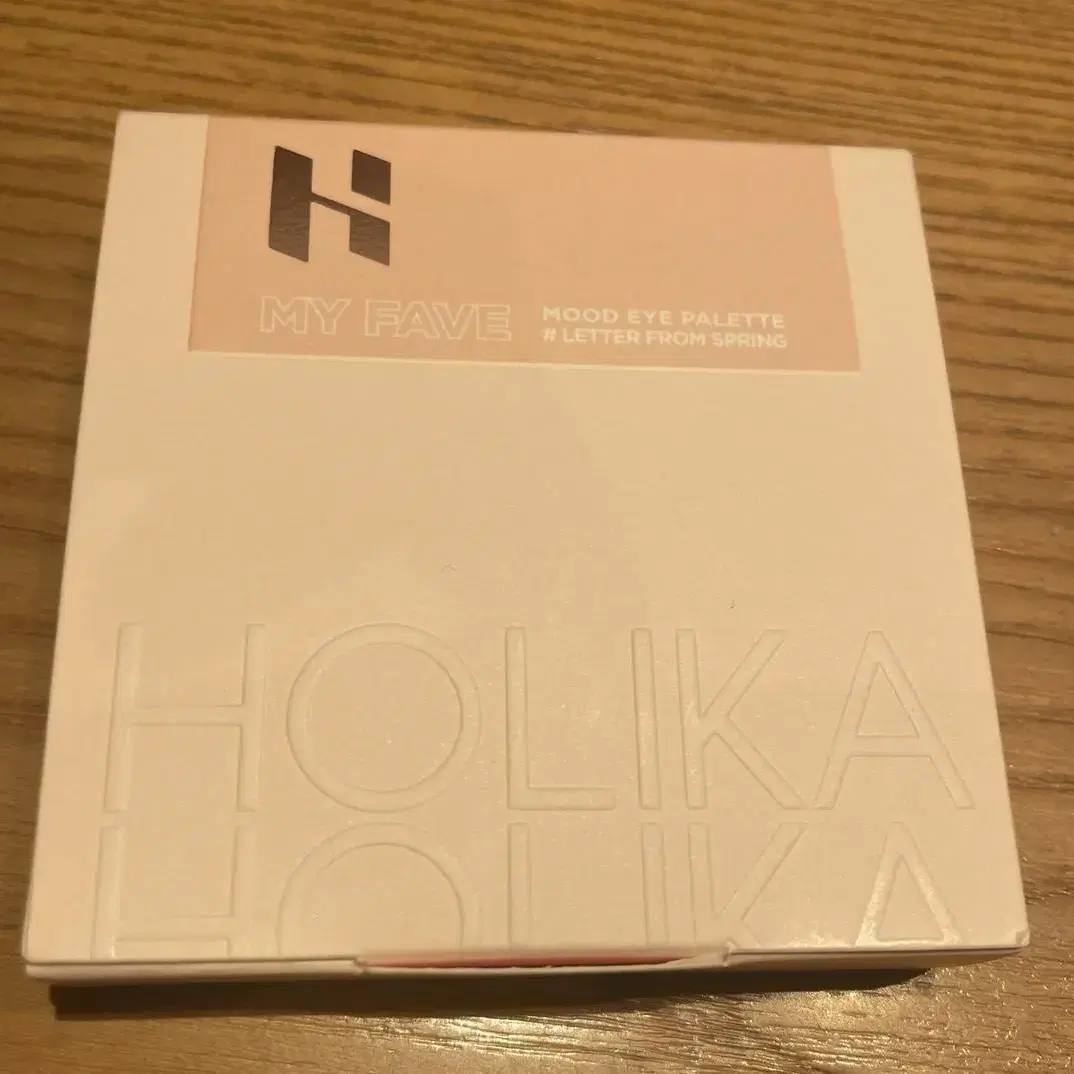 H
MY FAVE
MOOD EYE PALETTE
# LETTER FROM SPRING
HOLIKA
HOLIKA